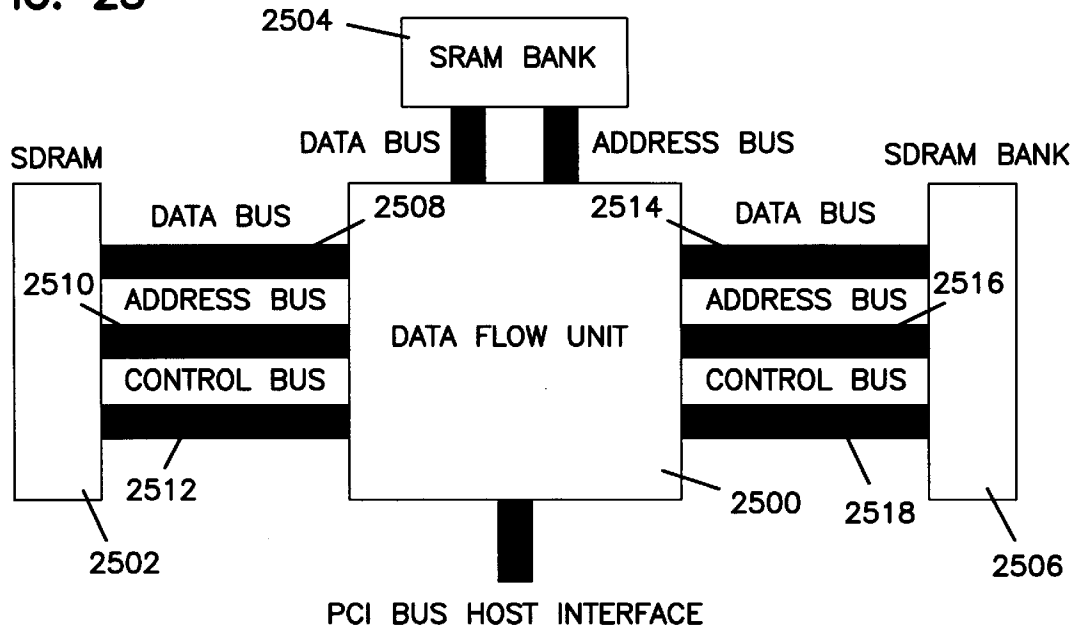 25
2504
SRAM BANK
DATA BUS
ADDRESS BUS
SDRAM
SDRAM BANK
DATA BUS
2508
2514
DATA BUS
2510
ADDRESS BUS
ADDRESS BUS
2516
DATA FLOW UNIT
CONTROL BUS
CONTROL BUS
2512
2500
2518
2502
2506
PCI BUS HOST INTERFACE